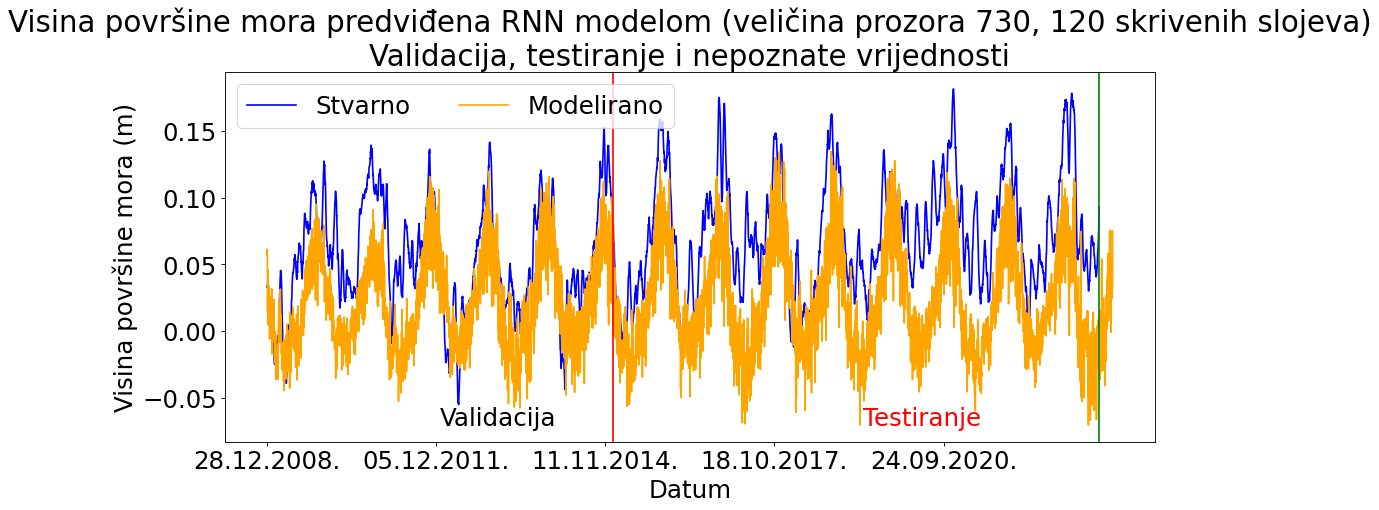 Visina površine mora predviđena RNN modelom (veličina prozora 730, 120 skrivenih slojeva)
Validacija, testiranje i nepoznate vrijednosti
Stvarno Modelirano
Visina površine mora (m)
0.15
0.10
0.05
0.00
−0.05
Validacija Testiranje
28.12.2008. 05.12.2011. 11.11.2014. 18.10.2017. 24.09.2020.
Datum